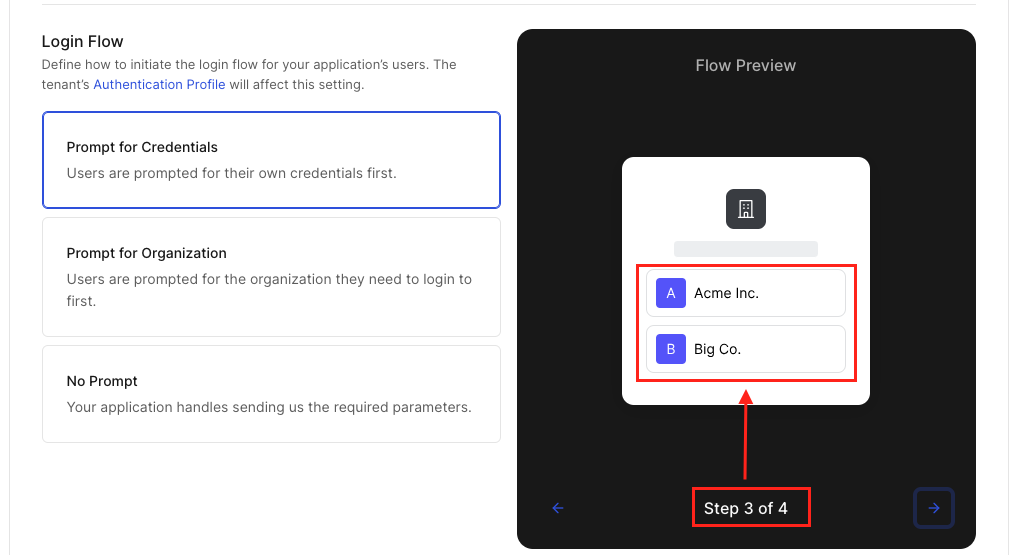 Login Flow
Define how to initiate the login flow for your application’s users. The
tenant’s Authentication Profile will affect this setting.
Prompt for Credentials
Users are prompted for their own credentials first.
Prompt for Organization
Users are prompted for the organization they need to login to
first.
No Prompt
Your application handles sending us the required parameters.
Flow Preview
A Acme Inc.
B Big Co.
Step 3 of 4